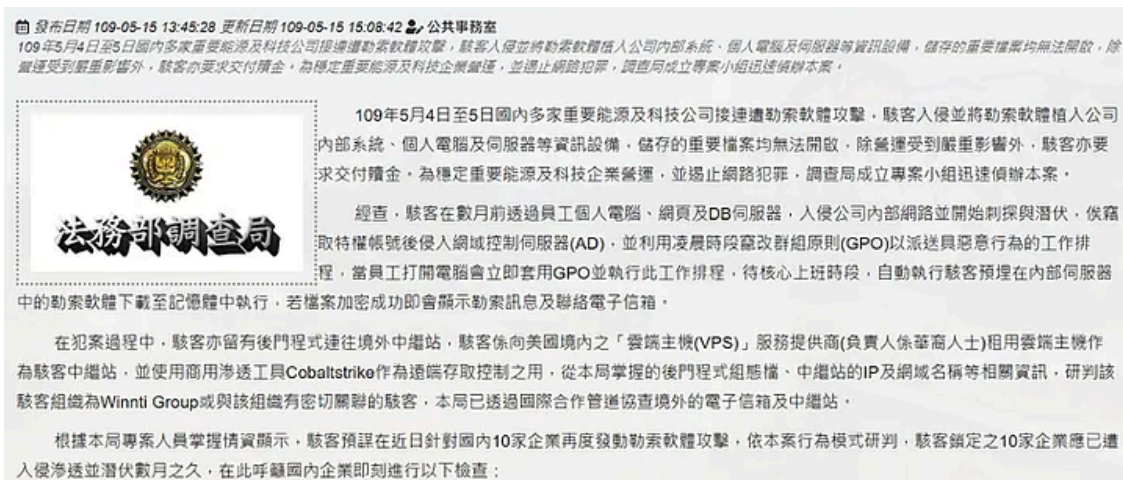 發布日期 109-05-15 13:45:28 更新日期 109-05-15 15:08:42 公共事務室
109年5月4日至5日國內多家重要能源及科技公司接連遭勒索軟體攻擊，駭客入侵並將勒索軟體植入公司內部系統、個人電腦及伺服器等資訊設備，儲存的重要檔案均無法開啟，除
營運受到嚴重影響外，駭客亦要求交付贖金。為穩定重要能源及科技企業營運，並遏止網路犯罪，調查局成立專案小組迅速偵辦本案。
法務部調查局
109年5月4日至5日國內多家重要能源及科技公司接連遭勒索軟體攻擊，駭客入侵並將勒索軟體植入公司
內部系統、個人電腦及伺服器等資訊設備，儲存的重要檔案均無法開啟，除營運受到嚴重影響外，駭客亦要
求交付贖金。為穩定重要能源及科技企業營運，並遏止網路犯罪，調查局成立專案小組迅速偵辦本案。
經查，駭客在數月前透過員工個人電腦、網頁及DB伺服器，入侵公司內部網路並開始刺探與潛伏，俟竊
取特權帳號後侵入網域控制伺服器(AD)，並利用凌晨時段竄改群組原則(GPO)以派送具惡意行為的工作排
程，當員工打開電腦會立即套用GPO並執行此工作排程，待核心上班時段，自動執行駭客預埋在內部伺服器
中的勒索軟體下載至記憶體中執行，若檔案加密成功即會顯示勒索訊息及聯絡電子信箱。
在犯案過程中，駭客亦留有後門程式連往境外中繼站，駭客係向美國境內之「雲端主機(VPS)」服務提供商(負責人係華裔人士)租用雲端主機作
為駭客中繼站，並使用商用滲透工具Cobaltstrike作為遠端存取控制之用，從本局掌握的後門程式組態檔、中繼站的IP及網域名稱等相關資訊，研判該
駭客組織為Winnti Group或與該組織有密切關聯的駭客，本局已透過國際合作管道協查境外的電子信箱及中繼站。
根據本局專案人員掌握情資顯示，駭客預謀在近日針對國內10家企業再度發動勒索軟體攻擊，依本案行為模式研判，駭客鎖定之10家企業應已遭
入侵滲透並潛伏數月之久，在此呼籲國內企業即刻進行以下檢查：